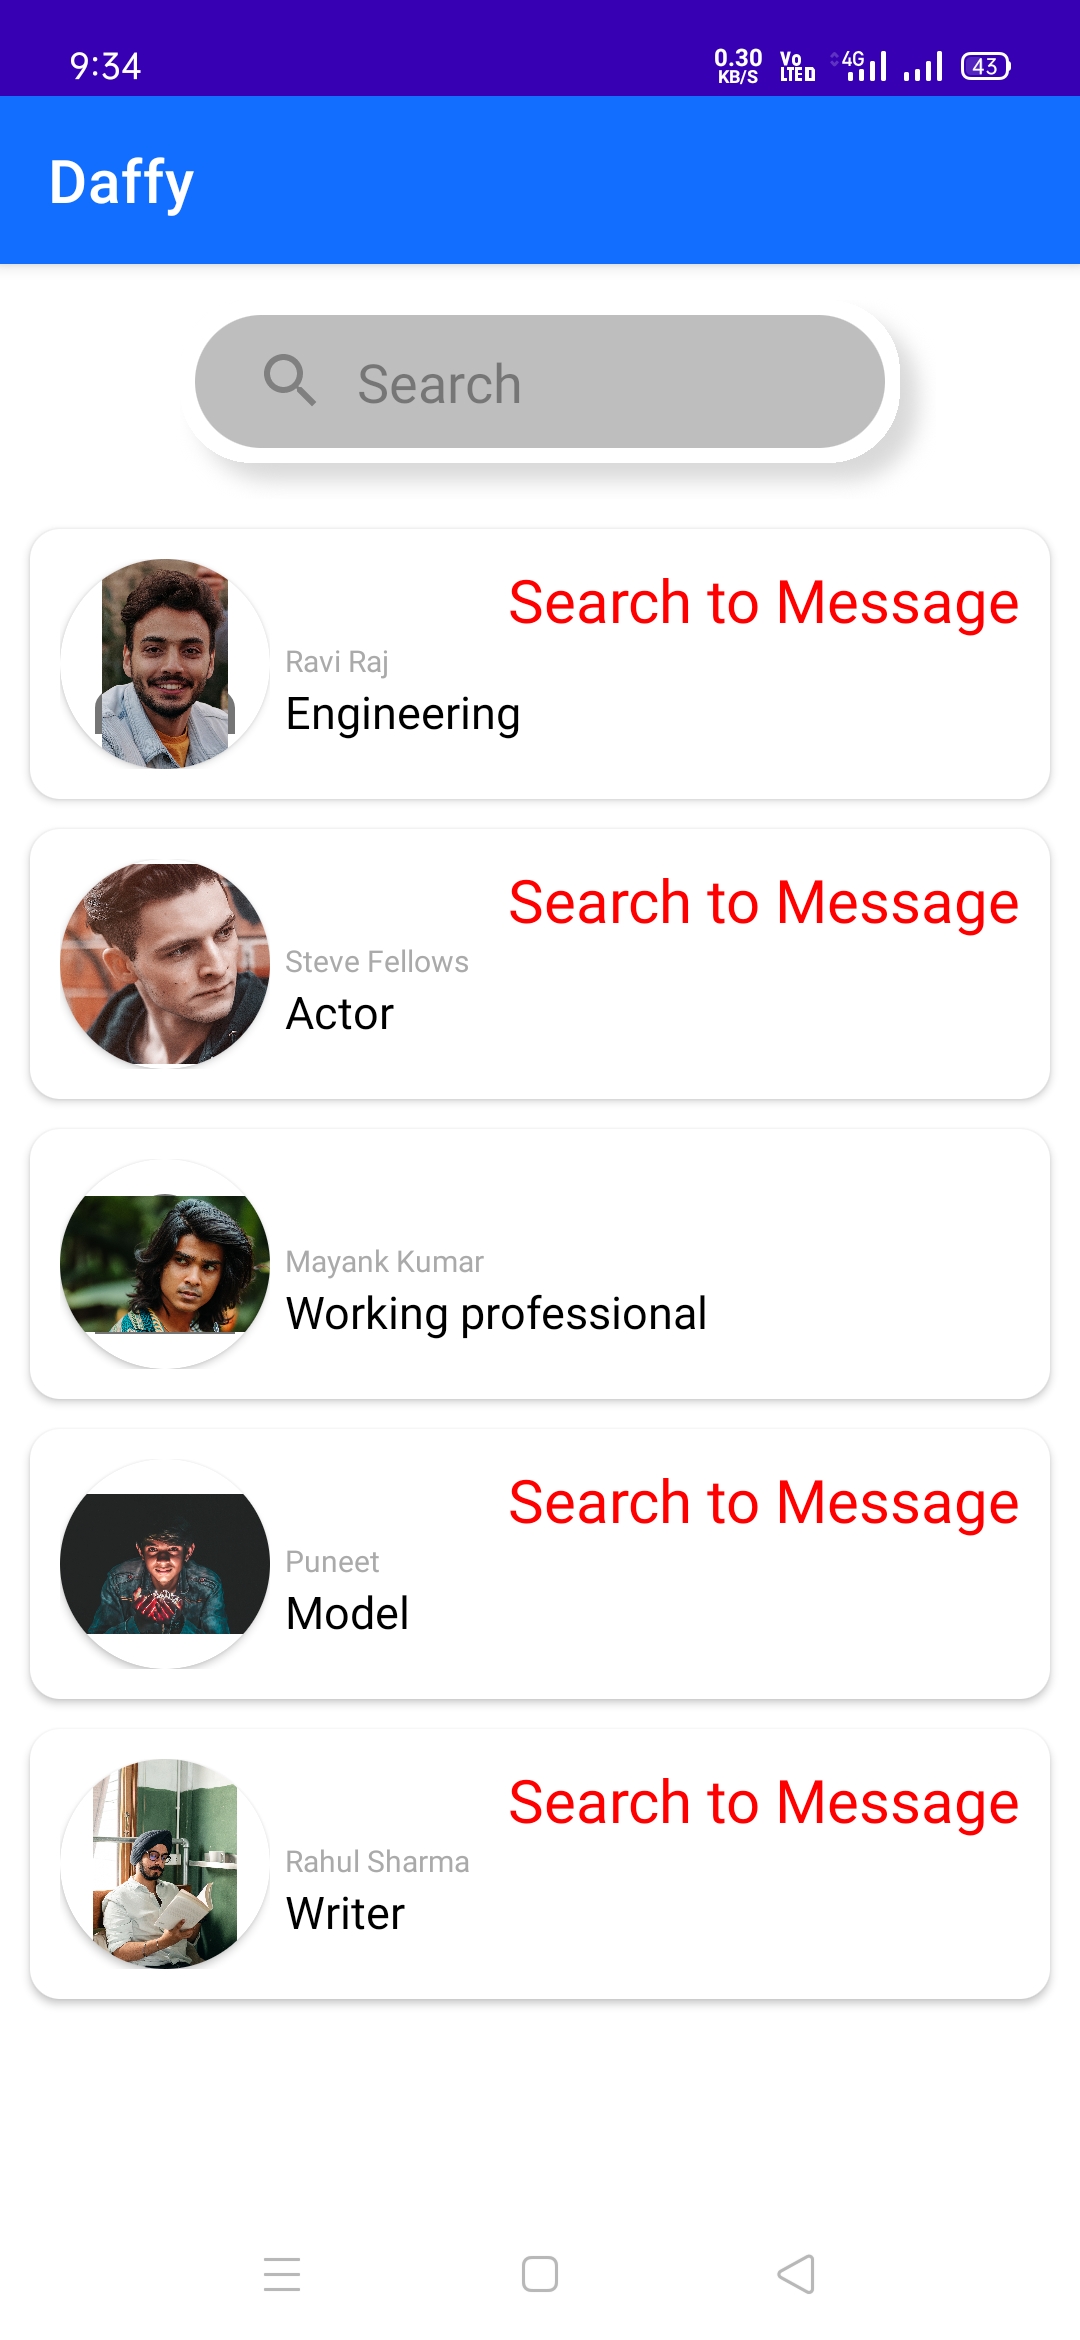 9:34
0.30 KB/S Vo LTE 4G 43
Daffy
Search
Search to Message
Ravi Raj
Engineering
Search to Message
Steve Fellows
Actor
Mayank Kumar
Working professional
Search to Message
Puneet
Model
Search to Message
Rahul Sharma
Writer